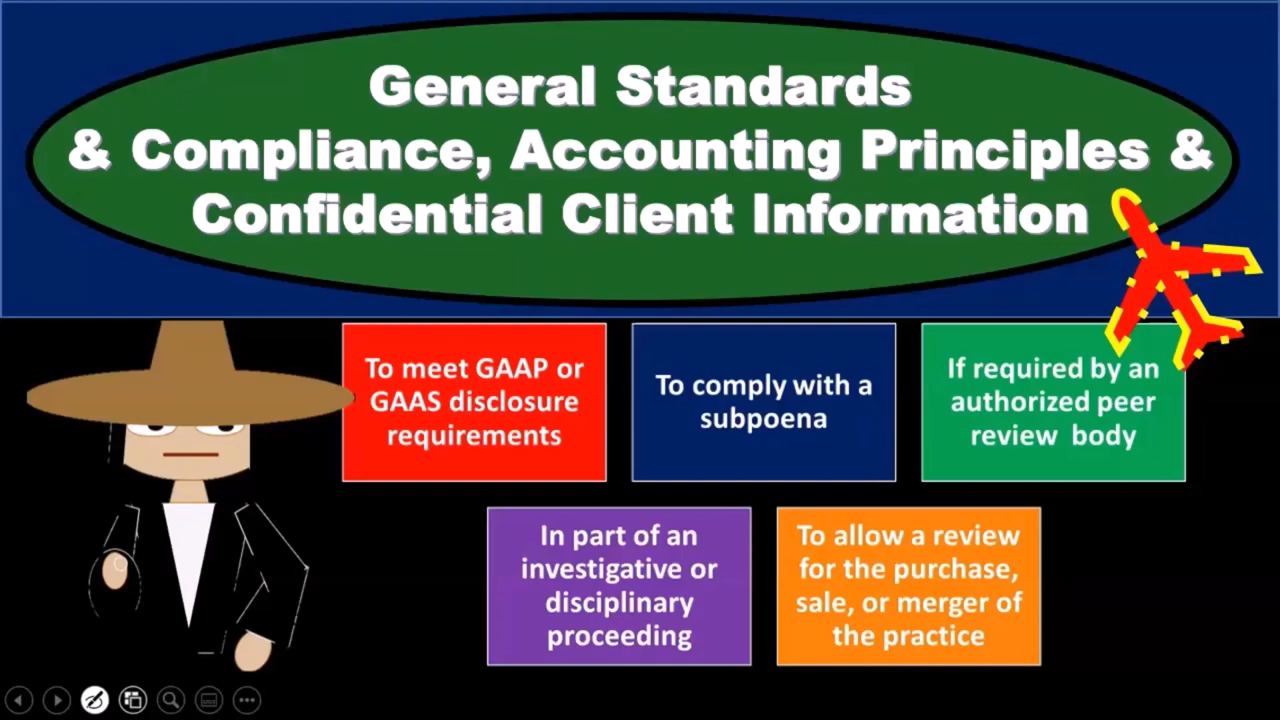 General Standards
& Compliance, Accounting Principles &
Confidential Client Information
To meet GAAP or
GAAS disclosure
requirements
To comply with a
subpoena
If required by an
authorized peer
review body
In part of an
investigative or
disciplinary
proceeding
To allow a review
for the purchase,
sale, or merger of
the practice